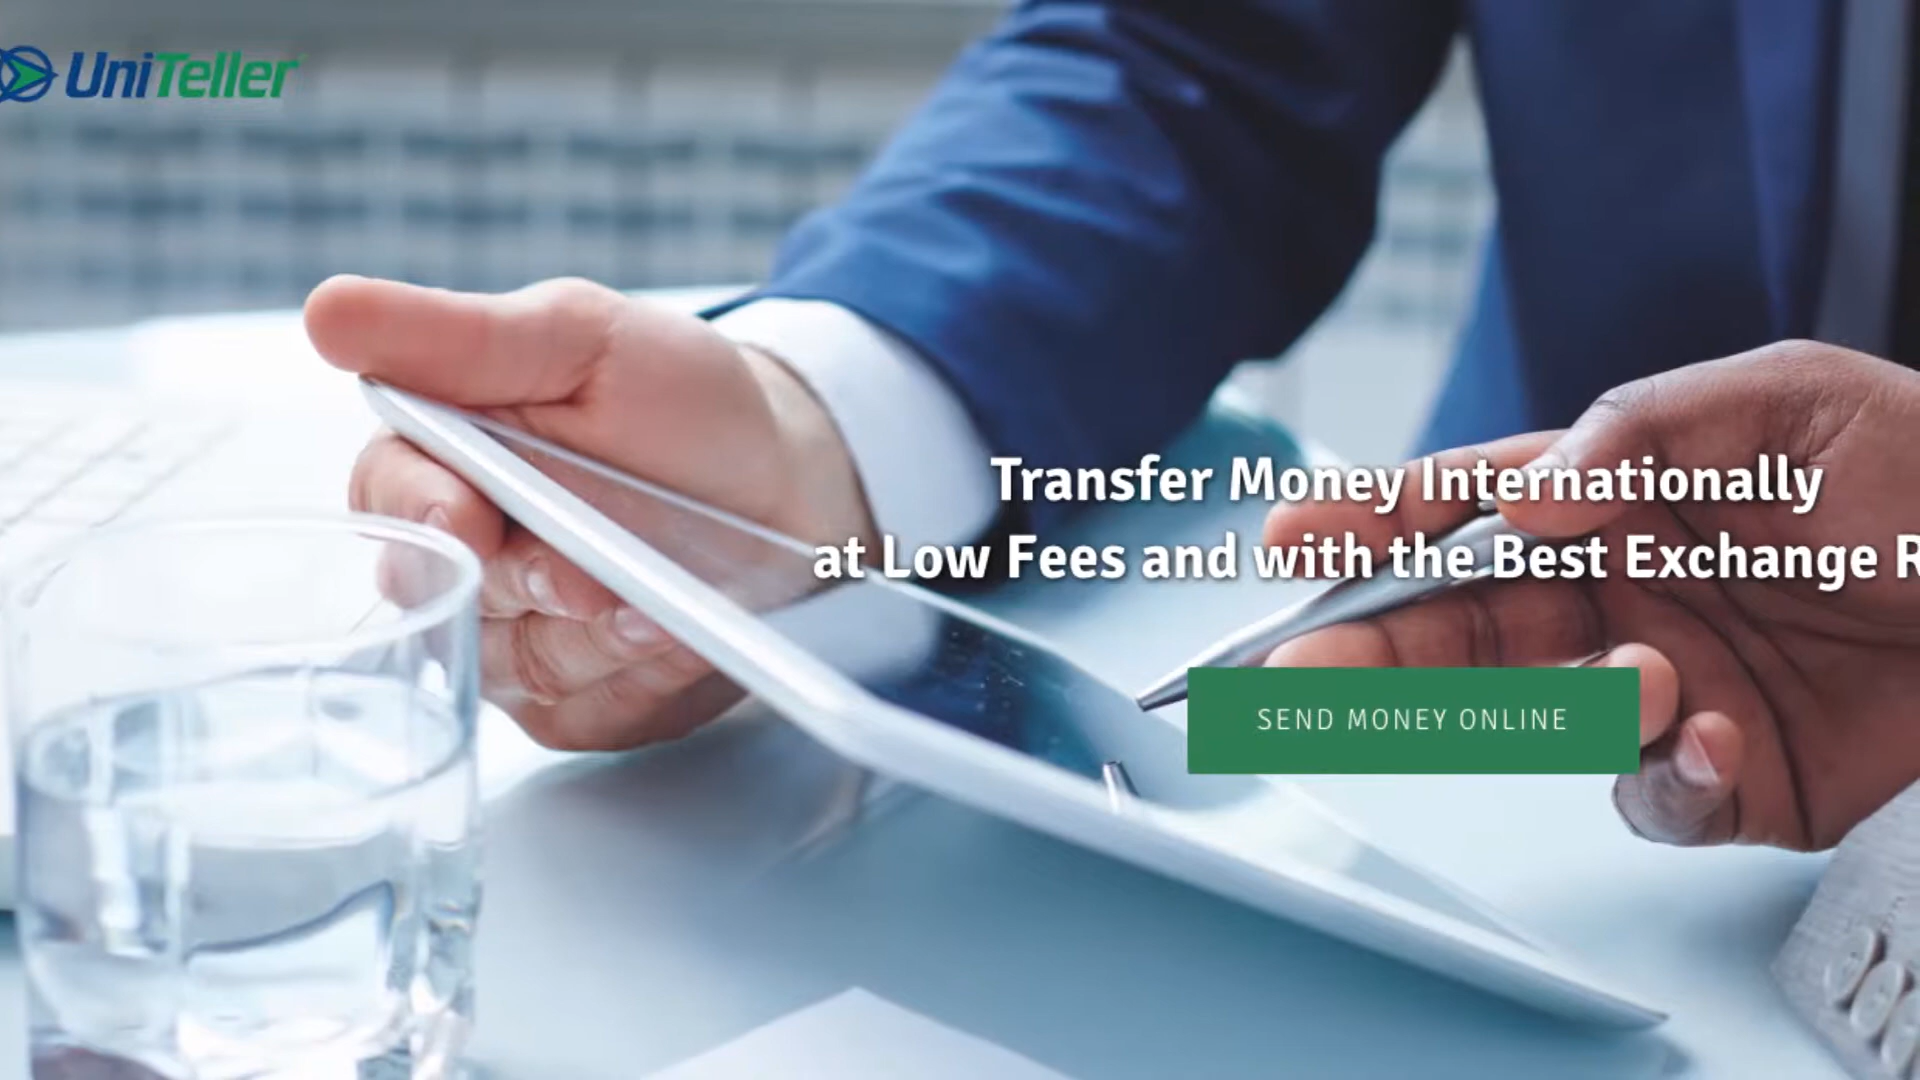 UniTeller
Transfer Money Internationally
at Low Fees and with the Best Exchange R
SEND MONEY ONLINE